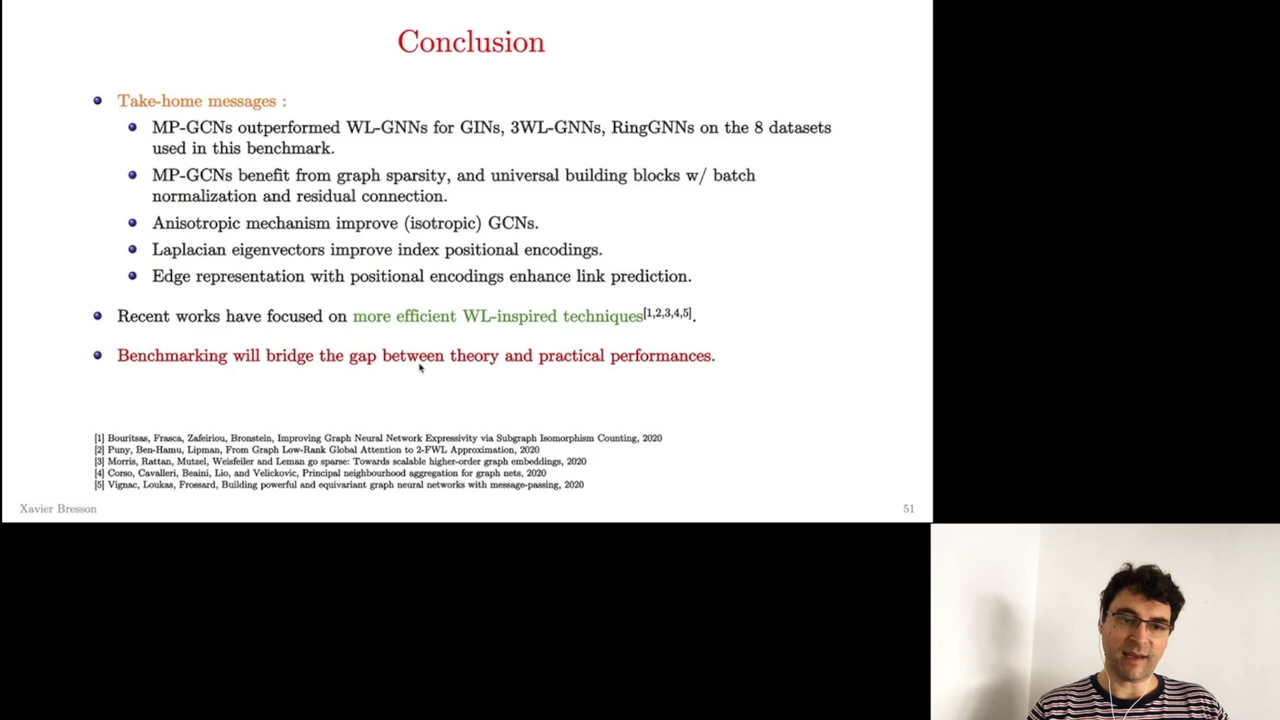 Conclusion
Take-home messages :
MP-GCNs outperformed WL-GNNs for GINs, 3WL-GNNs, RingGNNs on the 8 datasets
used in this benchmark.
MP-GCNs benefit from graph sparsity, and universal building blocks w/ batch
normalization and residual connection.
Anisotropic mechanism improve (isotropic) GCNs.
Laplacian eigenvectors improve index positional encodings.
Edge representation with positional encodings enhance link prediction.
Recent works have focused on more efficient WL-inspired techniques[1,2,3,4,5].
Benchmarking will bridge the gap between theory and practical performances.
[1] Bouritsas, Frasca, Zafeiriou, Bronstein, Improving Graph Neural Network Expressivity via Subgraph Isomorphism Counting, 2020
[2] Puny, Ben-Hamu, Lipman, From Graph Low-Rank Global Attention to 2-FWL Approximation, 2020
[3] Morris, Rattan, Mutzel, Weisfeiler and Leman go sparse: Towards scalable higher-order graph embeddings, 2020
[4] Corso, Cavalleri, Beaini, Lio, and Velickovic, Principal neighbourhood aggregation for graph nets, 2020
[5] Vignac, Loukas, Frossard, Building powerful and equivariant graph neural networks with message-passing, 2020
Xavier Bresson
51